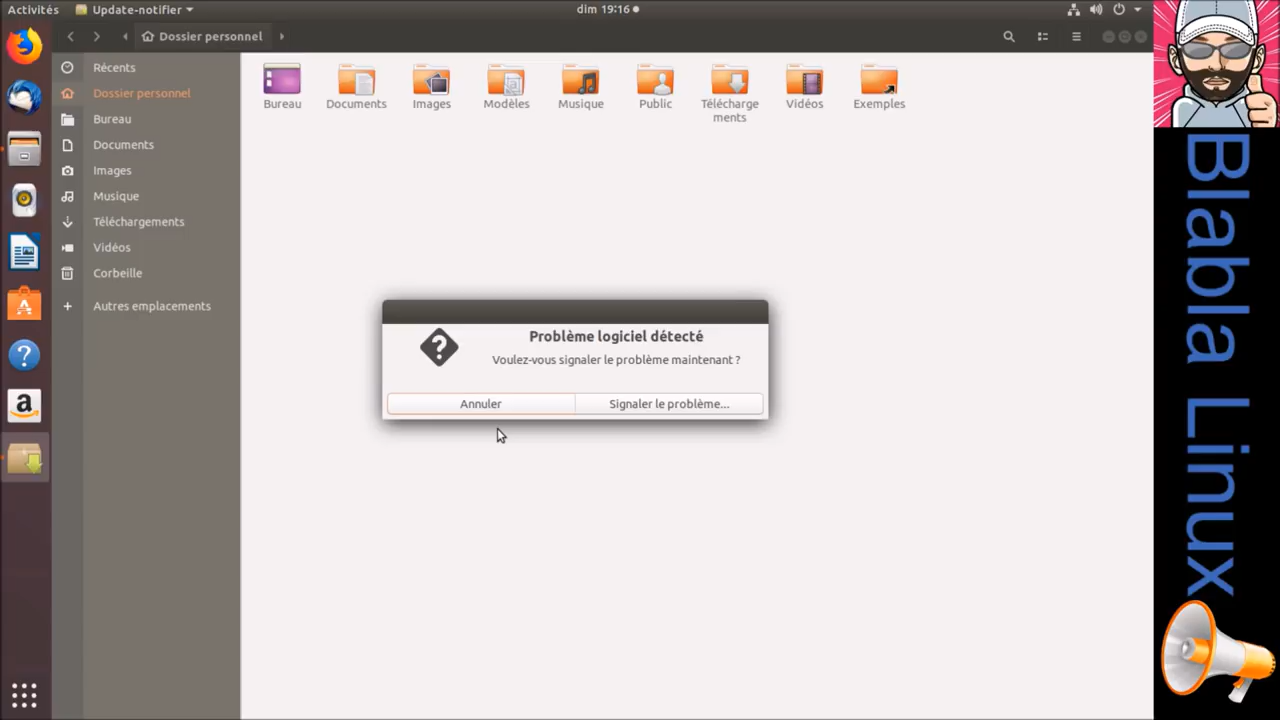 Activités
Update-notifier
dim 19:16
Dossier personnel
Récents
Dossier personnel
Bureau
Documents
Images
Musique
Téléchargements
Vidéos
Corbeille
Autres emplacements
Bureau
Documents
Images
Modèles
Musique
Public
Télécharge
ments
Vidéos
Exemples
Problème logiciel détecté
Voulez-vous signaler le problème maintenant ?
Annuler
Signaler le problème...
Blabla Linux
a